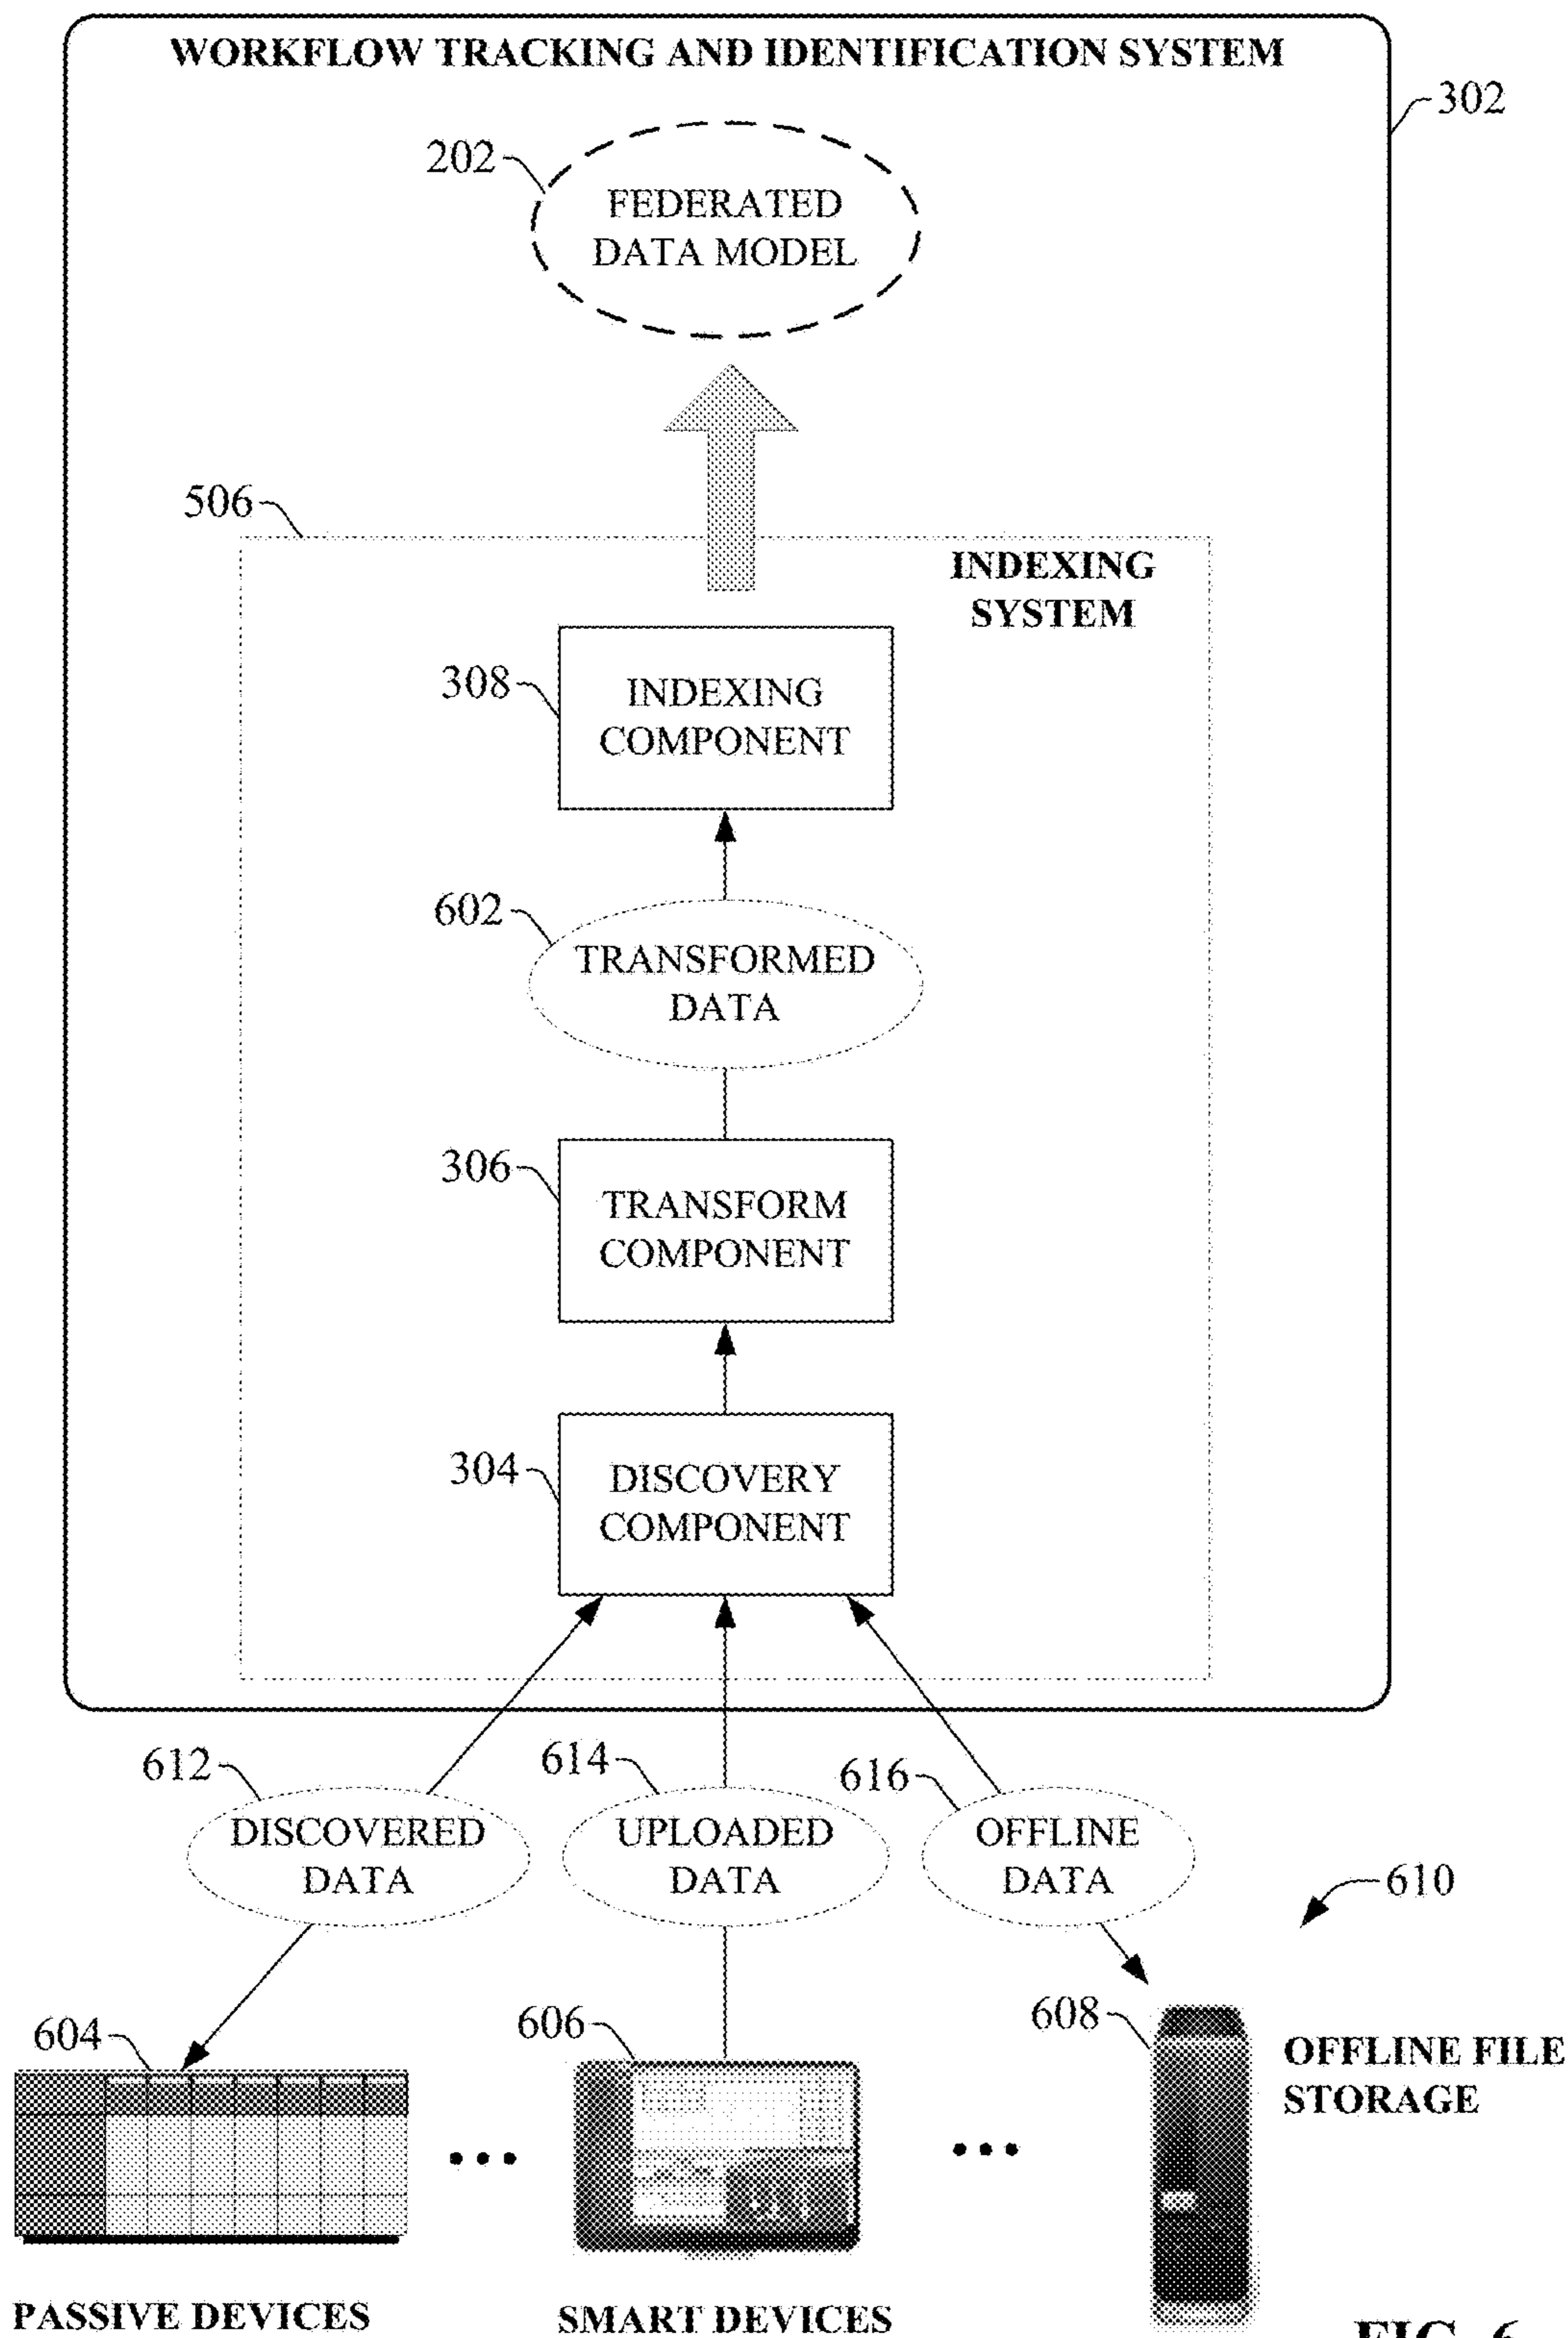 WORKFLOW TRACKING AND IDENTIFICATION SYSTEM
302
202
FEDERATED
DATA MODEL
506
INDEXING
SYSTEM
308
INDEXING
COMPONENT
602
TRANSFORMED
DATA
306
TRANSFORM
COMPONENT
304
DISCOVERY
COMPONENT
612
DISCOVERED
DATA
614
UPLOADED
DATA
616
OFFLINE
DATA
610
604
606
608
OFFLINE FILE
STORAGE
PASSIVE DEVICES
SMART DEVICES
FIG. 6